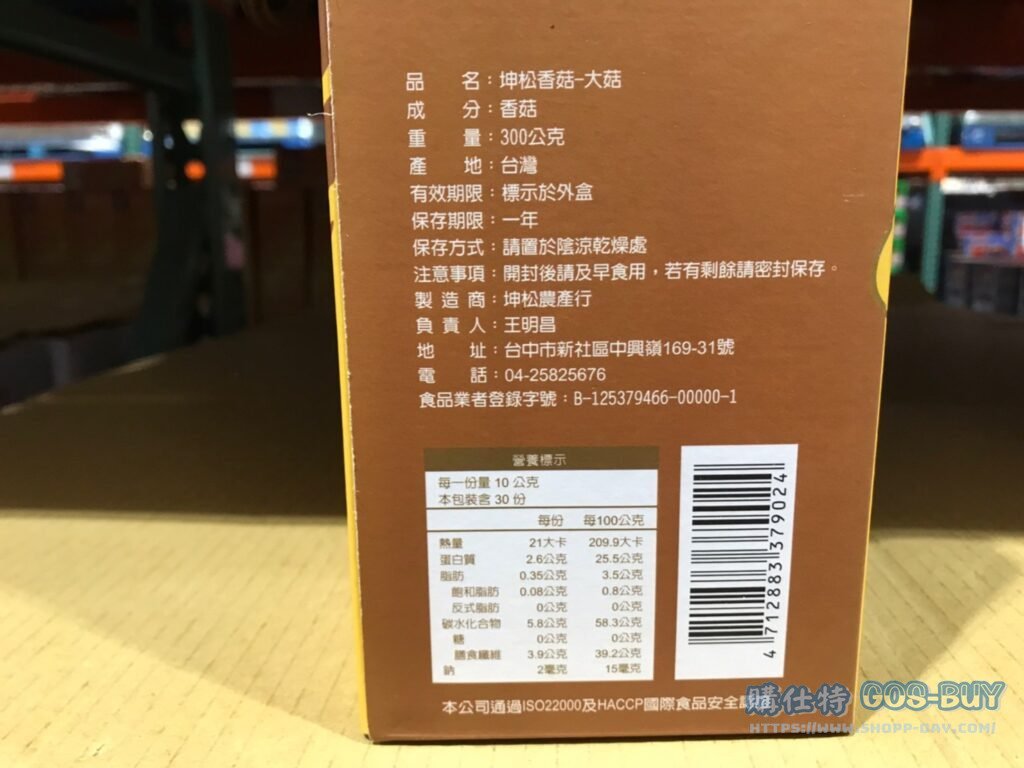 品　　名：坤松香菇-大菇
成　　分：香菇
重　　量：300公克
產　　地：台灣
有效期限：標示於外盒
保存期限：一年
保存方式：請置於陰涼乾燥處
注意事項：開封後請及早食用，若有剩餘請密封保存。
製 造 商：坤松農產行
負 責 人：王明昌
地　　址：台中市新社區中興嶺169-31號
電　　話：04-25825676
食品業者登錄字號：B-125379466-00000-1
營養標示
每一份量 10 公克
本包裝含 30 份
每份 每100公克
熱量 21大卡 209.9大卡
蛋白質 2.6公克 25.5公克
脂肪 0.35公克 3.5公克
飽和脂肪 0.08公克 0.8公克
反式脂肪 0公克 0公克
碳水化合物 5.8公克 58.3公克
糖 0公克 0公克
膳食纖維 3.9公克 39.2公克
鈉 2毫克 15毫克
4 712883 379024
本公司通過ISO22000及HACCP國際食品安全
購仕特 GOS-BUY
HTTPS://WWW.SHOPP-DAY.COM/